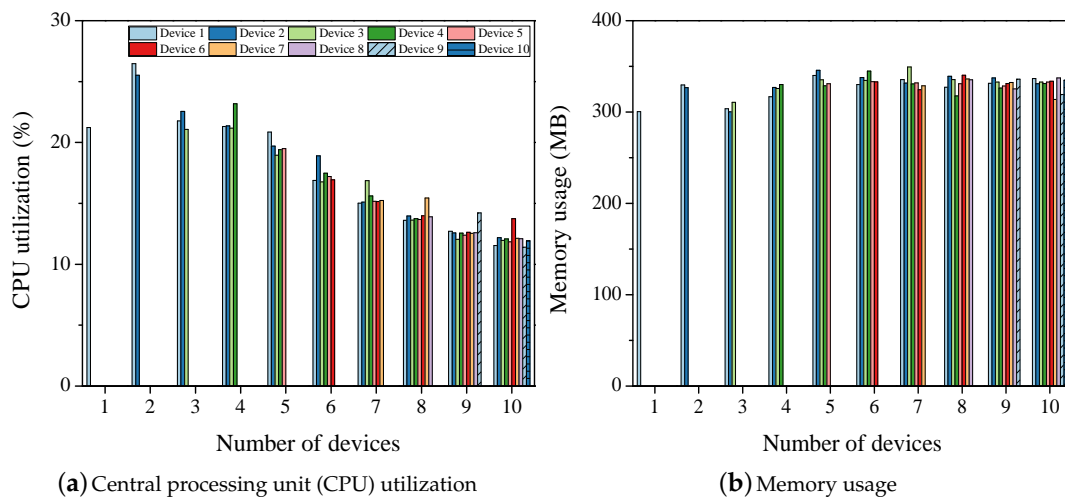 30
20
10
0
CPU utilization (%)
Device 1 Device 2 Device 3 Device 4 Device 5
Device 6 Device 7 Device 8 Device 9 Device 10
1 2 3 4 5 6 7 8 9 10
Number of devices
(a) Central processing unit (CPU) utilization
400
300
200
100
0
Memory usage (MB)
1 2 3 4 5 6 7 8 9 10
Number of devices
(b) Memory usage